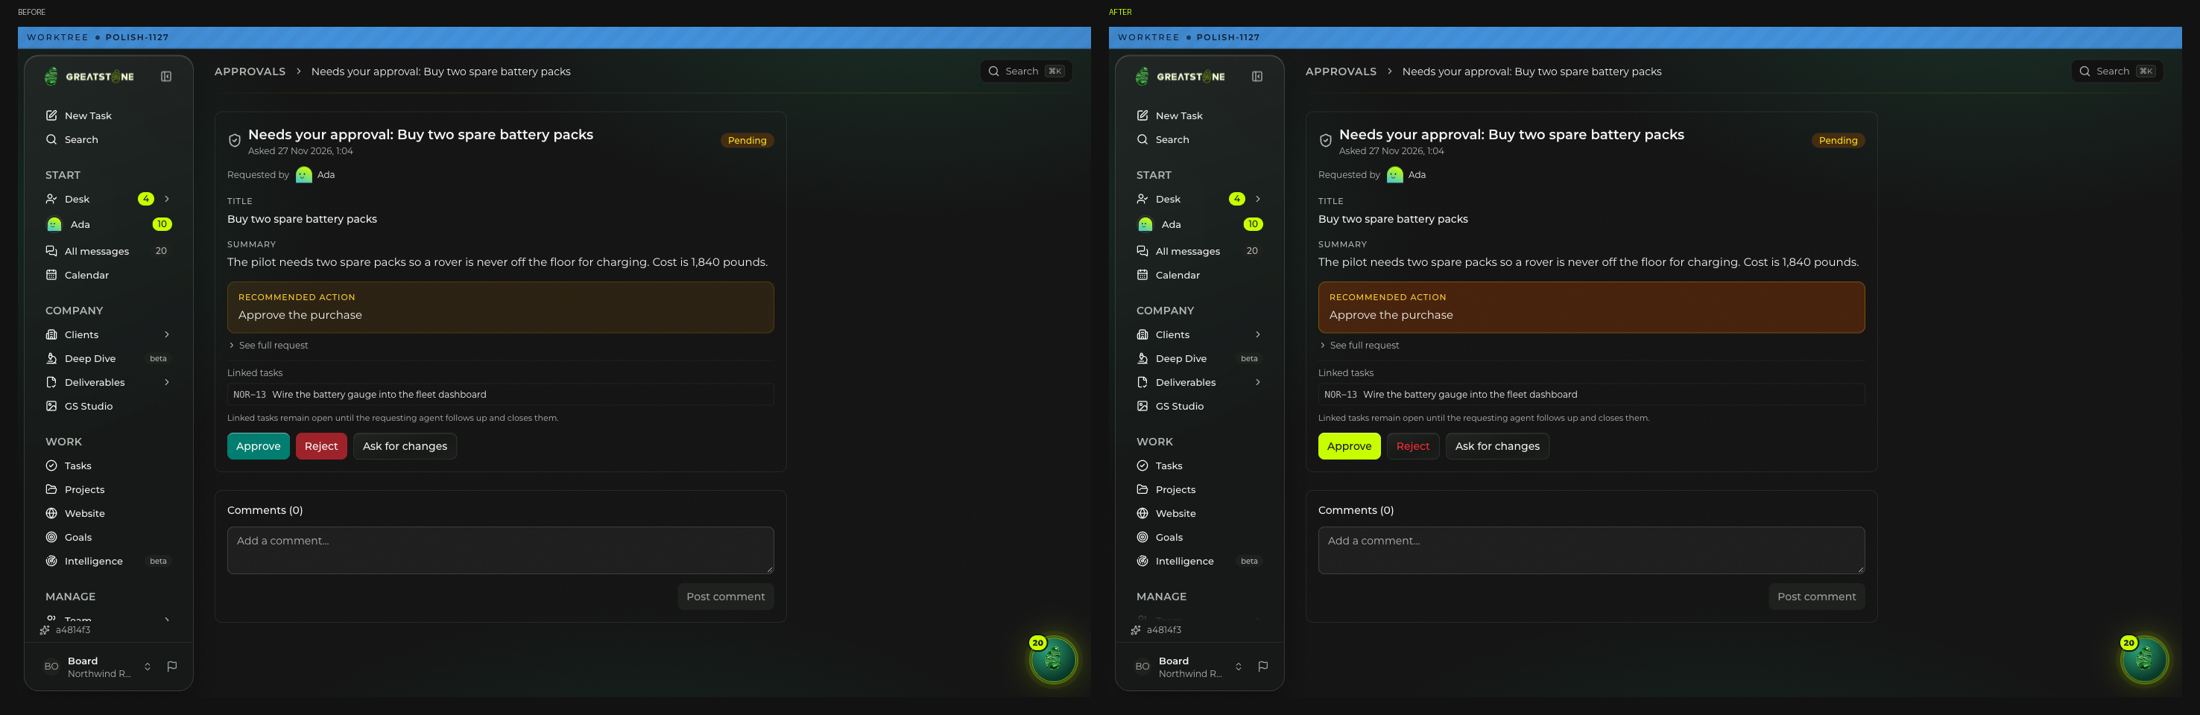 BEFORE
WORKTREE ● POLISH-1127
GREATSTONE
APPROVALS > Needs your approval: Buy two spare battery packs
Search ⌘K
New Task
Search
START
Desk 4
Ada 10
All messages 20
Calendar
COMPANY
Clients
Deep Dive beta
Deliverables
GS Studio
WORK
Tasks
Projects
Website
Goals
Intelligence beta
MANAGE
Team
a4814f3
BO Board
Northwind R...
Needs your approval: Buy two spare battery packs
Asked 27 Nov 2026, 1:04
Pending
Requested by Ada
TITLE
Buy two spare battery packs
SUMMARY
The pilot needs two spare packs so a rover is never off the floor for charging. Cost is 1,840 pounds.
RECOMMENDED ACTION
Approve the purchase
See full request
Linked tasks
NOR-13 Wire the battery gauge into the fleet dashboard
Linked tasks remain open until the requesting agent follows up and closes them.
Approve Reject Ask for changes
Comments (0)
Add a comment...
Post comment
20
AFTER
WORKTREE ● POLISH-1127
GREATSTONE
APPROVALS > Needs your approval: Buy two spare battery packs
Search ⌘K
New Task
Search
START
Desk 4
Ada 10
All messages 20
Calendar
COMPANY
Clients
Deep Dive beta
Deliverables
GS Studio
WORK
Tasks
Projects
Website
Goals
Intelligence beta
MANAGE
Team
a4814f3
BO Board
Northwind R...
Needs your approval: Buy two spare battery packs
Asked 27 Nov 2026, 1:04
Pending
Requested by Ada
TITLE
Buy two spare battery packs
SUMMARY
The pilot needs two spare packs so a rover is never off the floor for charging. Cost is 1,840 pounds.
RECOMMENDED ACTION
Approve the purchase
See full request
Linked tasks
NOR-13 Wire the battery gauge into the fleet dashboard
Linked tasks remain open until the requesting agent follows up and closes them.
Approve Reject Ask for changes
Comments (0)
Add a comment...
Post comment
20